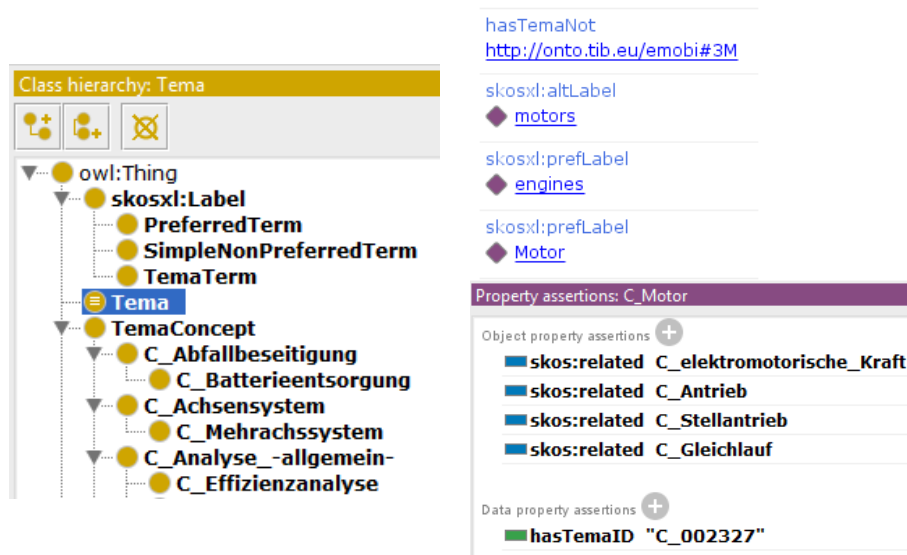 Class hierarchy: Tema
owl:Thing
skosxl:Label
PreferredTerm
SimpleNonPreferredTerm
TemaTerm
Tema
TemaConcept
C_Abfallbeseitigung
C_Batterieentsorgung
C_Achsensystem
C_Mehrachssystem
C_Analyse_-allgemein-
C_Effizienzanalyse
hasTemaNot
http://onto.tib.eu/emobi#3M
skosxl:altLabel
motors
skosxl:prefLabel
engines
skosxl:prefLabel
Motor
Property assertions: C_Motor
Object property assertions
skos:related C_elektromotorische_Kraft
skos:related C_Antrieb
skos:related C_Stellantrieb
skos:related C_Gleichlauf
Data property assertions
hasTemaID "C_002327"